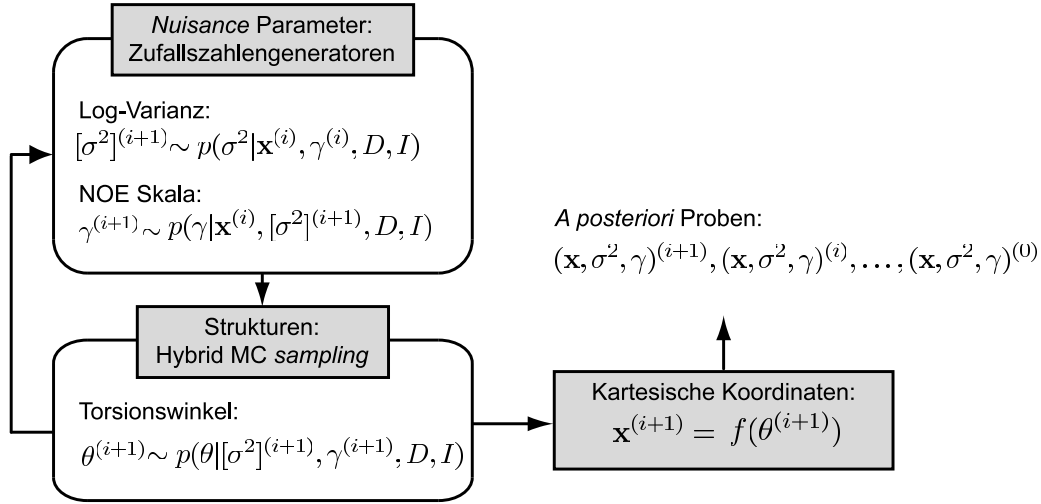 Nuisance Parameter:
Zufallszahlengeneratoren
Log-Varianz:
[σ²]⁽ⁱ⁺¹⁾ ∼ p(σ²|x⁽ⁱ⁾, γ⁽ⁱ⁾, D, I)
NOE Skala:
γ⁽ⁱ⁺¹⁾ ∼ p(γ|x⁽ⁱ⁾, [σ²]⁽ⁱ⁺¹⁾, D, I)
Strukturen:
Hybrid MC sampling
Torsionswinkel:
θ⁽ⁱ⁺¹⁾ ∼ p(θ|[σ²]⁽ⁱ⁺¹⁾, γ⁽ⁱ⁺¹⁾, D, I)
Kartesische Koordinaten:
x⁽ⁱ⁺¹⁾ = f(θ⁽ⁱ⁺¹⁾)
A posteriori Proben:
(x, σ², γ)⁽ⁱ⁺¹⁾, (x, σ², γ)⁽ⁱ⁾, …, (x, σ², γ)⁽⁰⁾